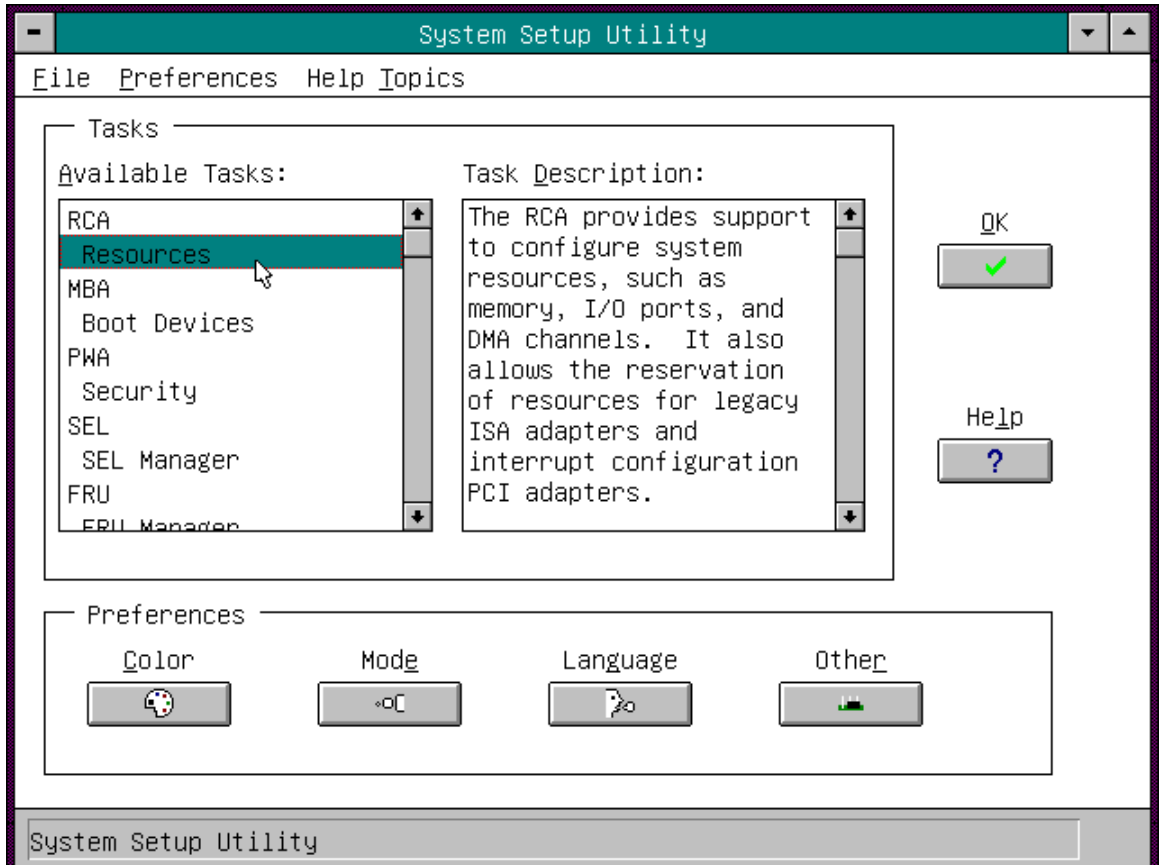 System Setup Utility
File Preferences Help Topics
Tasks
Available Tasks:
RCA
Resources
MBA
Boot Devices
PWA
Security
SEL
SEL Manager
FRU
FRU Manager
Task Description:
The RCA provides support
to configure system
resources, such as
memory, I/O ports, and
DMA channels. It also
allows the reservation
of resources for legacy
ISA adapters and
interrupt configuration
PCI adapters.
OK
Help
?
Preferences
Color
Mode
Language
Other
System Setup Utility